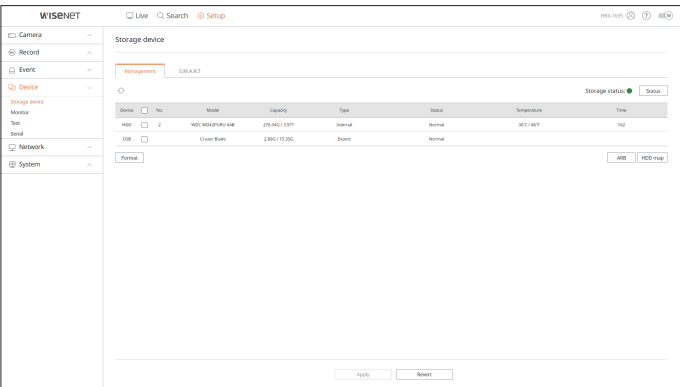 WISENET
Live Search Setup
HRX-1635
Camera
Record
Event
Device
Storage device
Monitor
Text
Serial
Network
System
Storage device
Management S.M.A.R.T
Storage status: Status
Device No. Model Capacity Type Status Temperature Time
HDD 2 WDC WD42PURU-64B 276.34G / 3.97T Internal Normal 30°C / 86°F 162
USB Cruzer Blade 2.80G / 15.35G Export Normal
Format ARB HDD map
Apply Revert